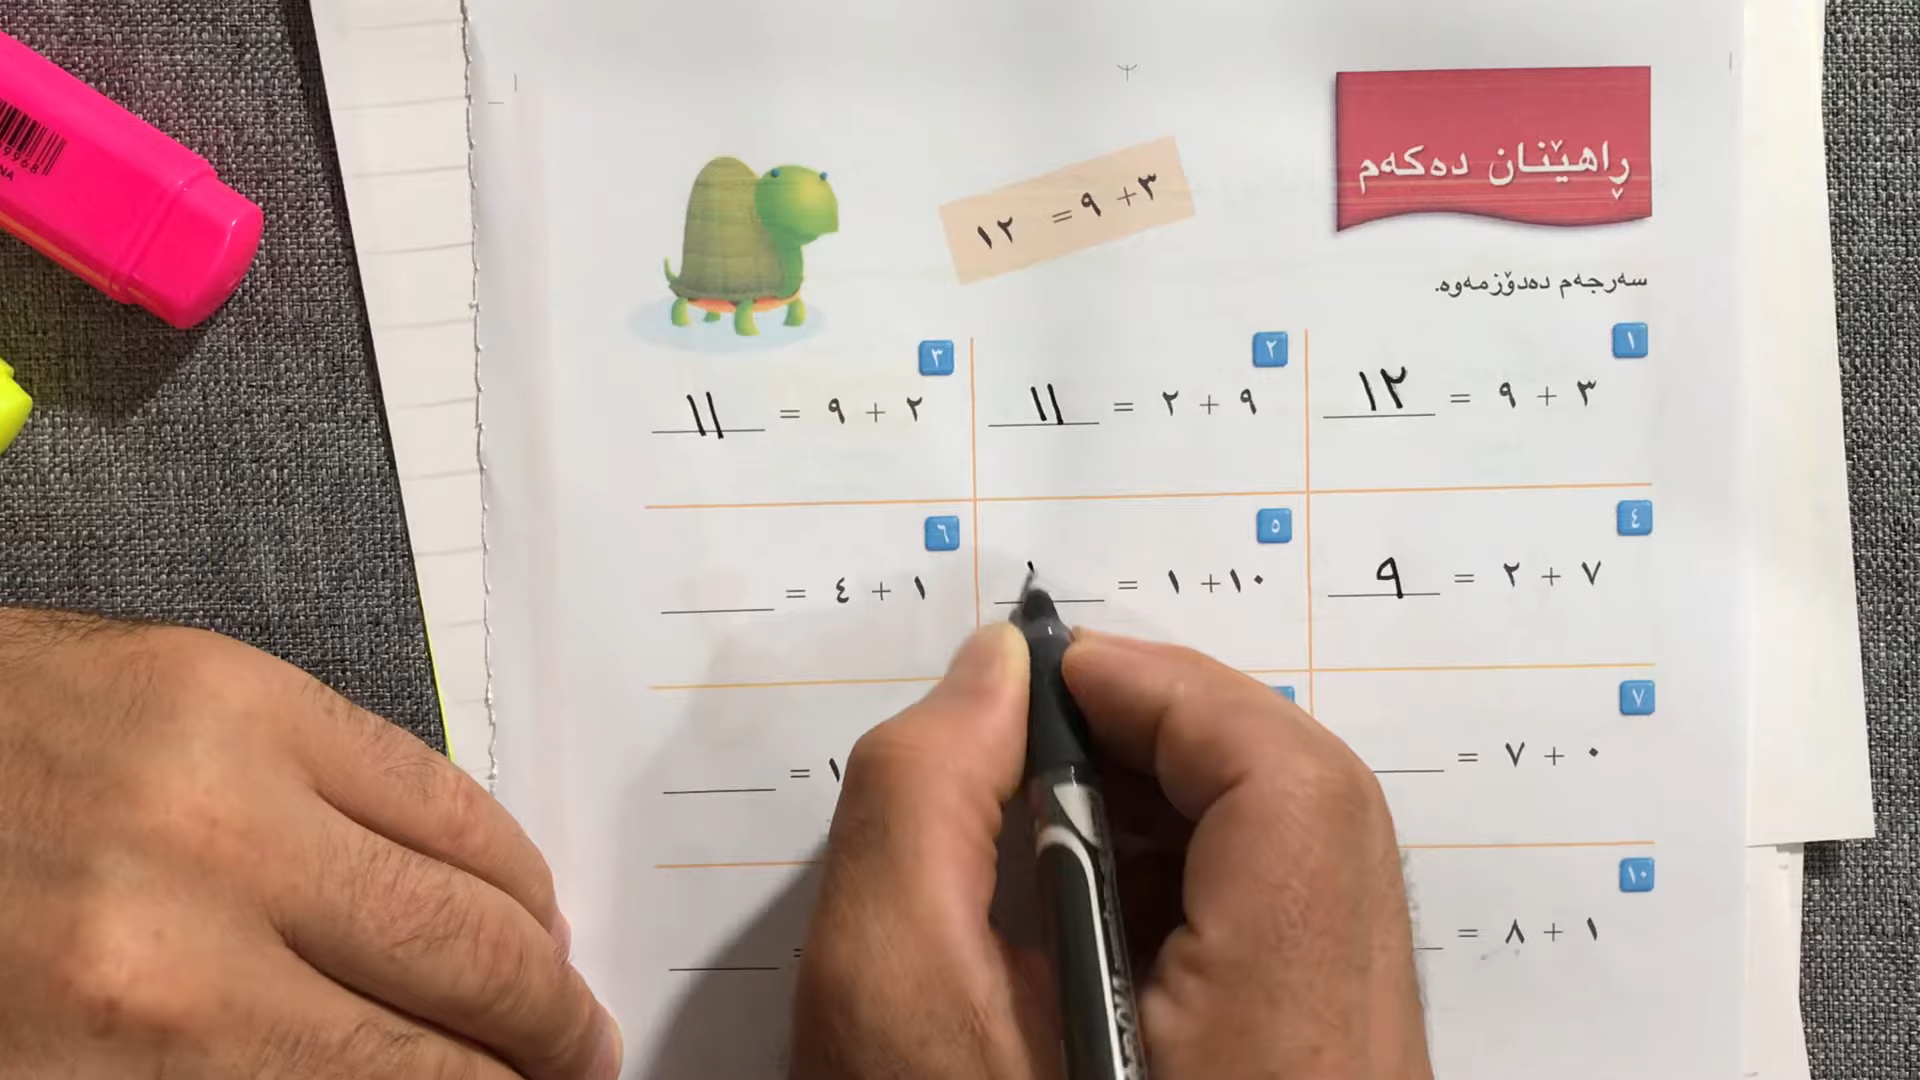 ڕاهێنان دەکەم
٣+ ٩ = ١٢
سەرجەم دەدۆزمەوە.
١
٣ + ٩ = ١٢
٢
٩ + ٢ = ١١
٣
٢ + ٩ = ١١
٤
٧ + ٢ = ٩
٥
١٠+ ١ =
٦
١ + ٤ =
٧
٠ + ٧ =
١٠
١ + ٨ =